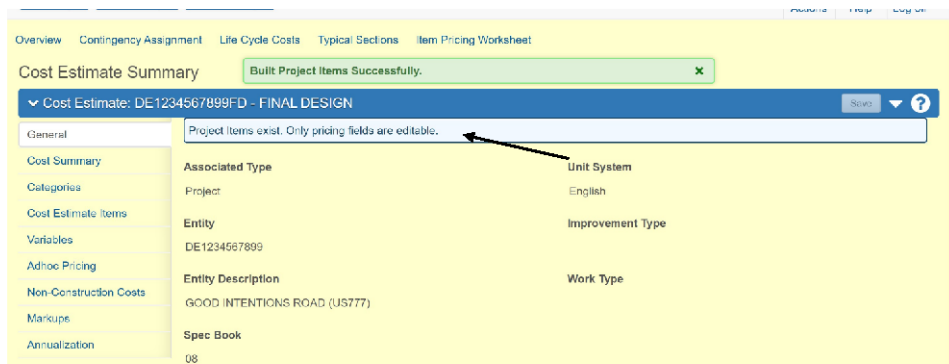 Actions Help Log off
Overview Contingency Assignment Life Cycle Costs Typical Sections Item Pricing Worksheet
Cost Estimate Summary
Built Project Items Successfully. x
Cost Estimate: DE1234567899FD - FINAL DESIGN Save ?
General
Project Items exist. Only pricing fields are editable.
Cost Summary
Categories
Cost Estimate Items
Variables
Adhoc Pricing
Non-Construction Costs
Markups
Annualization
Associated Type
Project
Entity
DE1234567899
Entity Description
GOOD INTENTIONS ROAD (US777)
Spec Book
08
Unit System
English
Improvement Type
Work Type